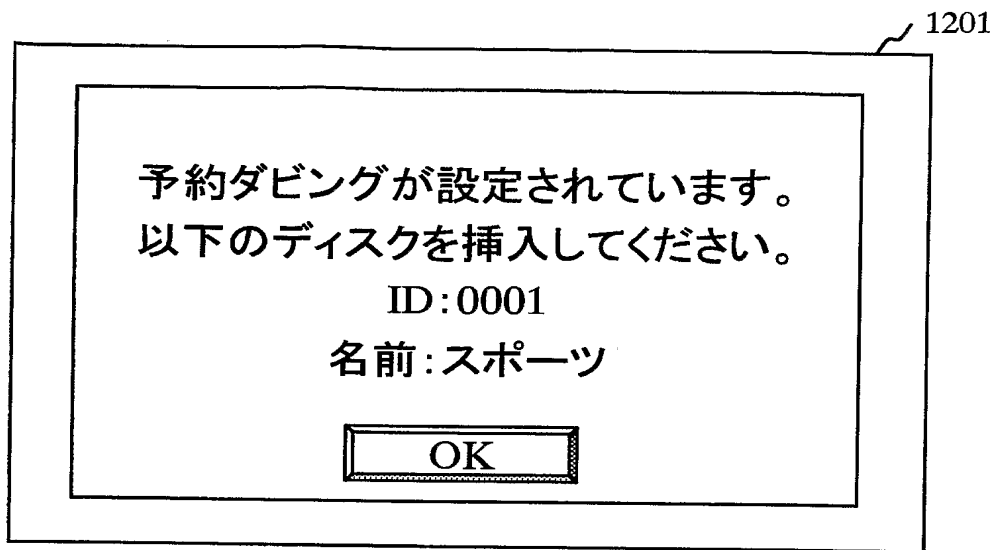 1201
予約ダビングが設定されています。
以下のディスクを挿入してください。
ID:0001
名前:スポーツ
OK